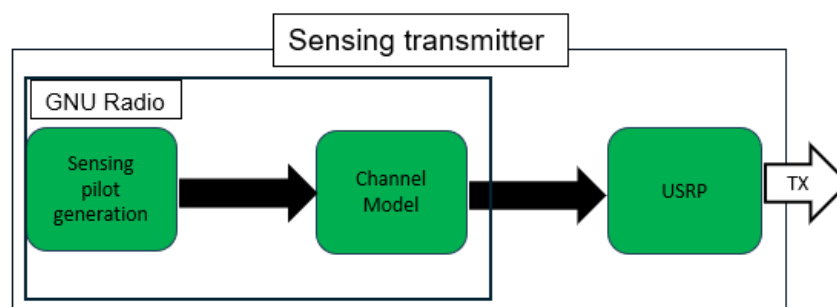 Sensing transmitter
GNU Radio
Sensing
pilot
generation
Channel
Model
USRP
TX